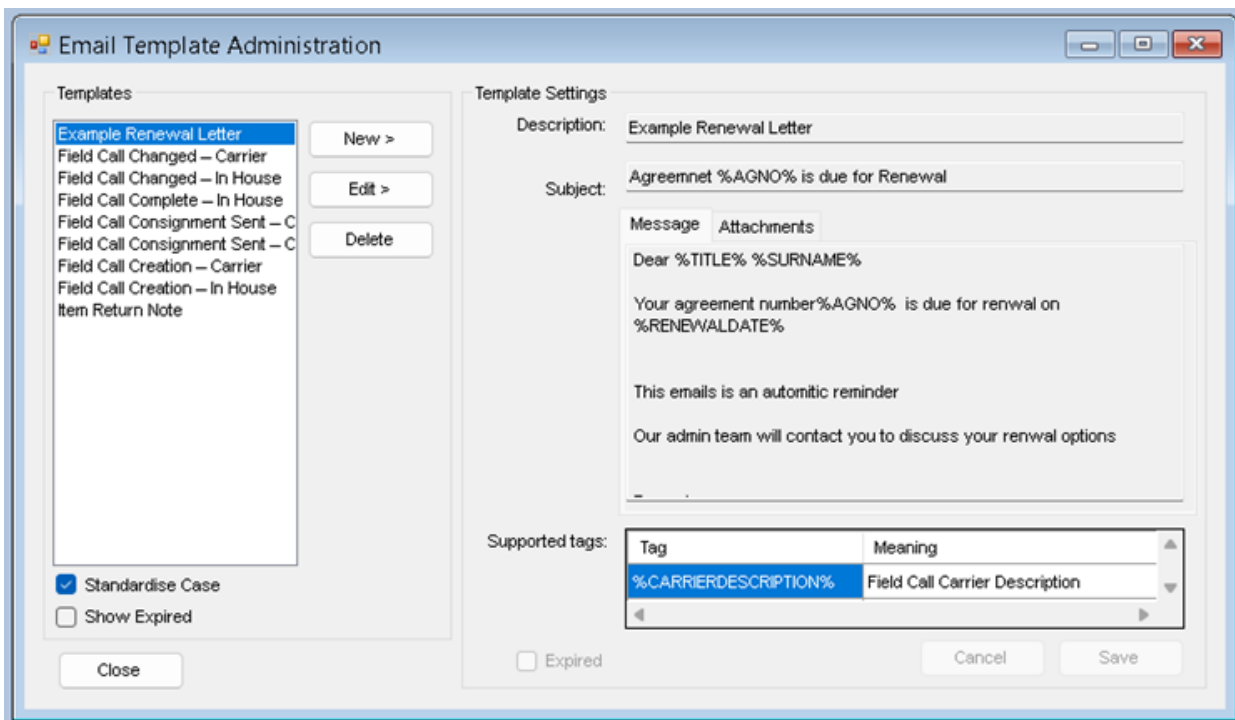 Email Template Administration
Templates
Example Renewal Letter
Field Call Changed – Carrier
Field Call Changed – In House
Field Call Complete – In House
Field Call Consignment Sent – C
Field Call Consignment Sent – C
Field Call Creation – Carrier
Field Call Creation – In House
Item Return Note
New >
Edit >
Delete
Standardise Case
Show Expired
Close
Template Settings
Description: Example Renewal Letter
Subject: Agreemnet %AGNO% is due for Renewal
Message Attachments
Dear %TITLE% %SURNAME%
Your agreement number%AGNO%  is due for renwal on
%RENEWALDATE%
This emails is an automitic reminder
Our admin team will contact you to discuss your renwal options
Supported tags:
Tag Meaning
%CARRIERDESCRIPTION% Field Call Carrier Description
Expired
Cancel Save